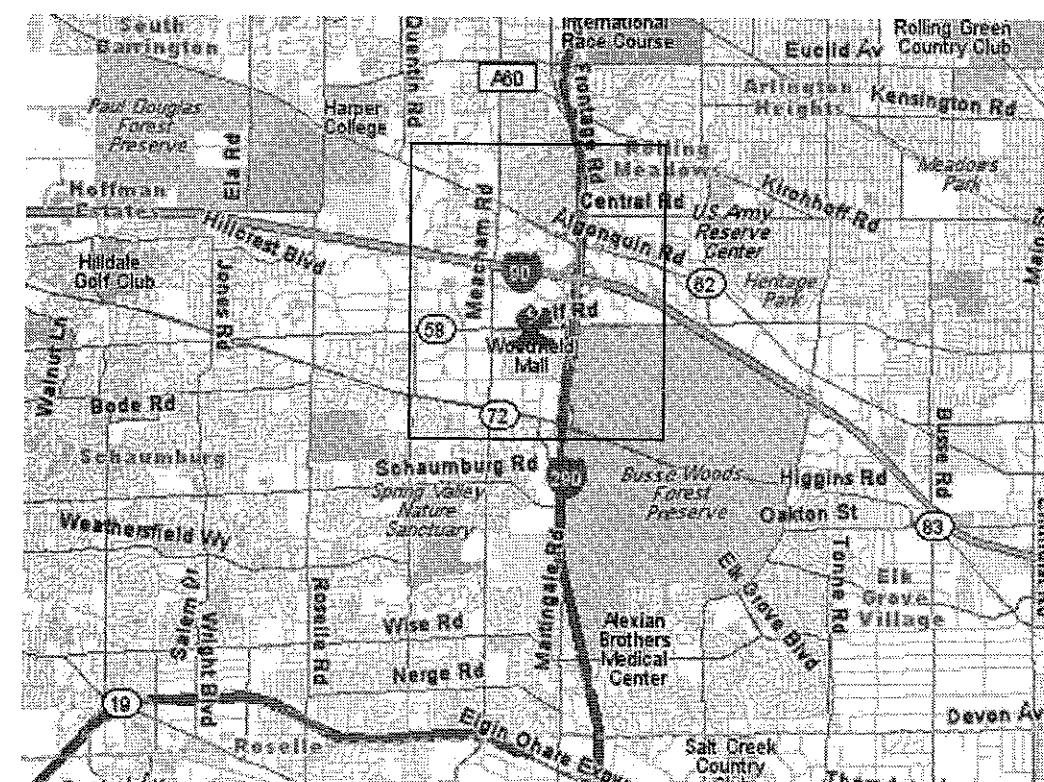 South
Barrington
Quentin Rd
International
Race Course
Rolling Green
Country Club
Euclid Av
A60
Frontage Rd
Arlington
Heights
Kensington Rd
Paul Douglas
Forest
Preserve
Harper
College
Ela Rd
Rolling
Meadows
Meadows
Park
Hoffman
Estates
Meacham Rd
Central Rd
Kirchhoff Rd
Hillcrest Blvd
Algonquin Rd
US Army
Reserve
Center
Hilldale
Golf Club
Jones Rd
90
62
Heritage
Park
Golf Rd
58
Woodfield
Mall
Walnut Ln
Bode Rd
72
Busse Rd
Schaumburg
Schaumburg Rd
290
Busse Woods
Forest
Preserve
Higgins Rd
Spring Valley
Nature
Sanctuary
Oakton St
83
Weathersfield Wy
Martingale Rd
Elk Grove Blvd
Tonne Rd
Elk
Grove
Village
Salem Dr
Wright Blvd
Roselle Rd
Wise Rd
Alexian
Brothers
Medical
Center
Nerge Rd
19
Devon Av
Roselle
Elgin Ohare Expw
Salt Creek
Country